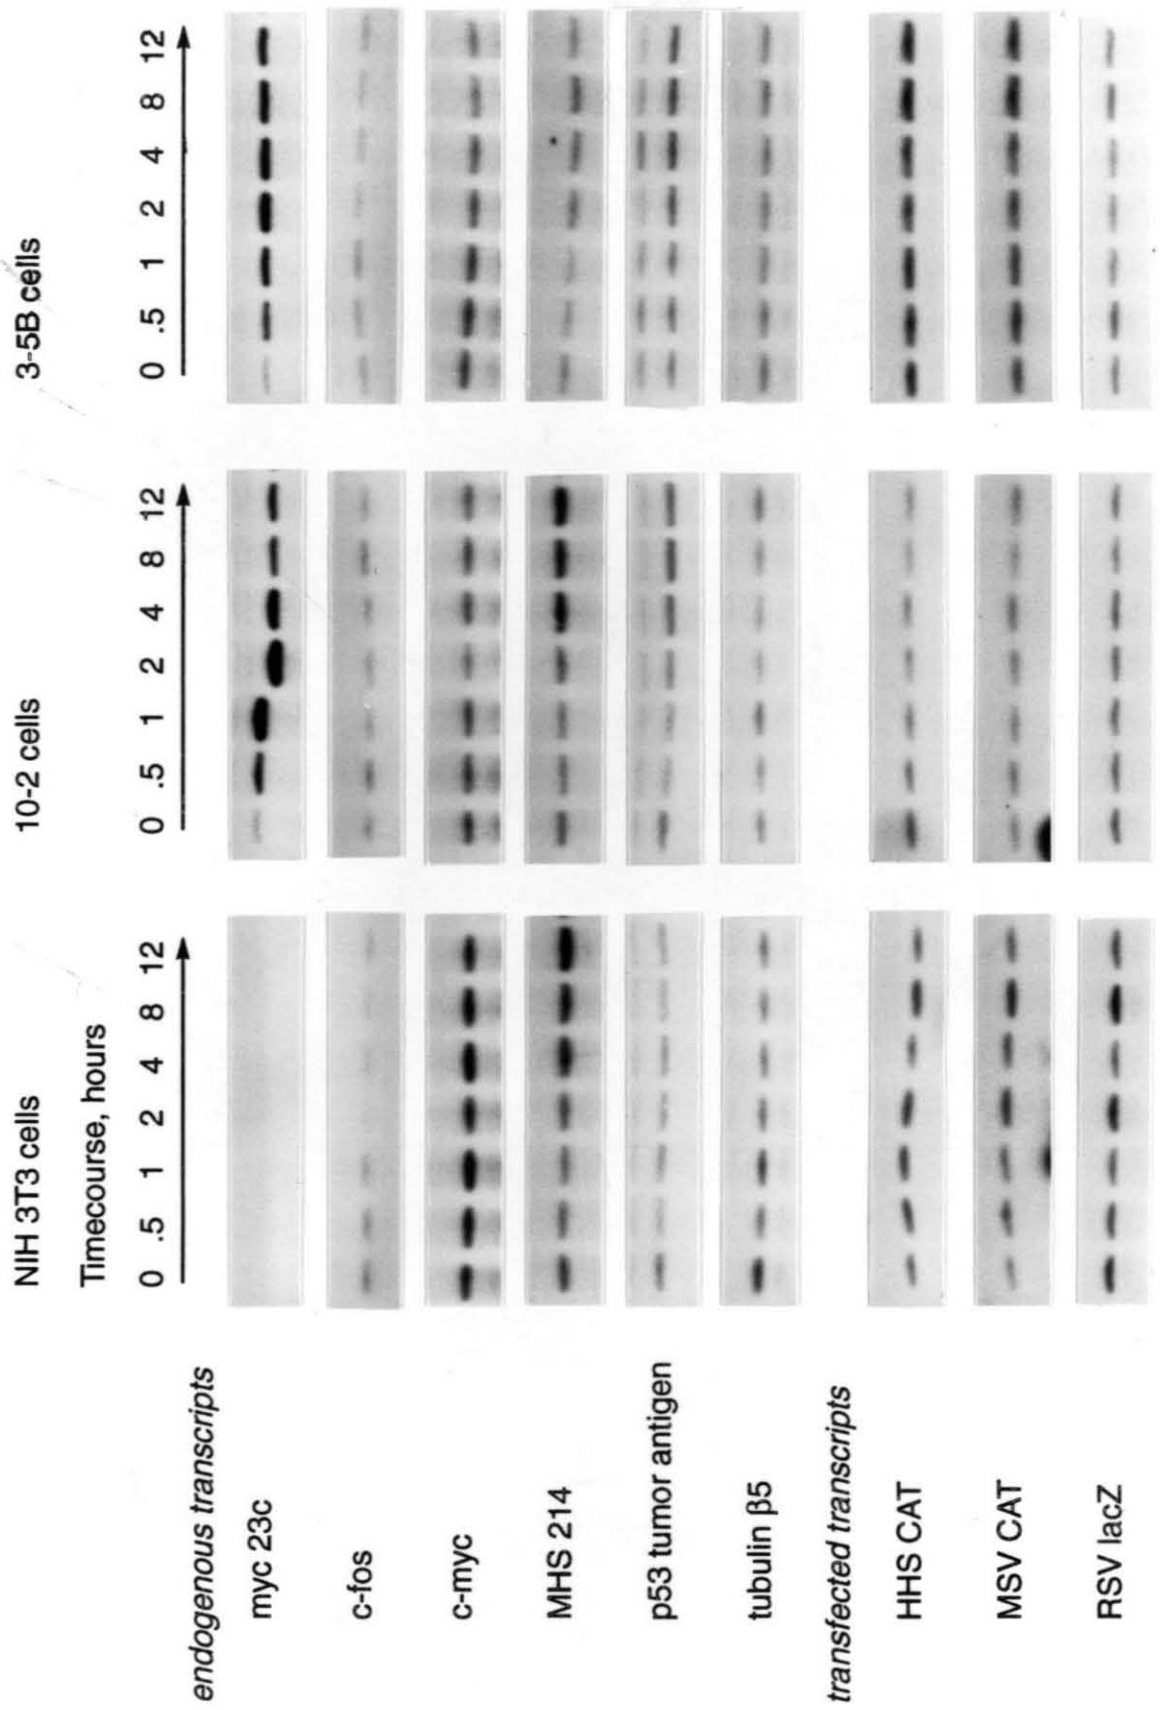 NIH 3T3 cells
10-2 cells
3-5B cells
Timecourse, hours
0 .5 1 2 4 8 12
0 .5 1 2 4 8 12
0 .5 1 2 4 8 12
endogenous transcripts
myc 23c
c-fos
c-myc
MHS 214
p53 tumor antigen
tubulin β5
transfected transcripts
HHS CAT
MSV CAT
RSV lacZ